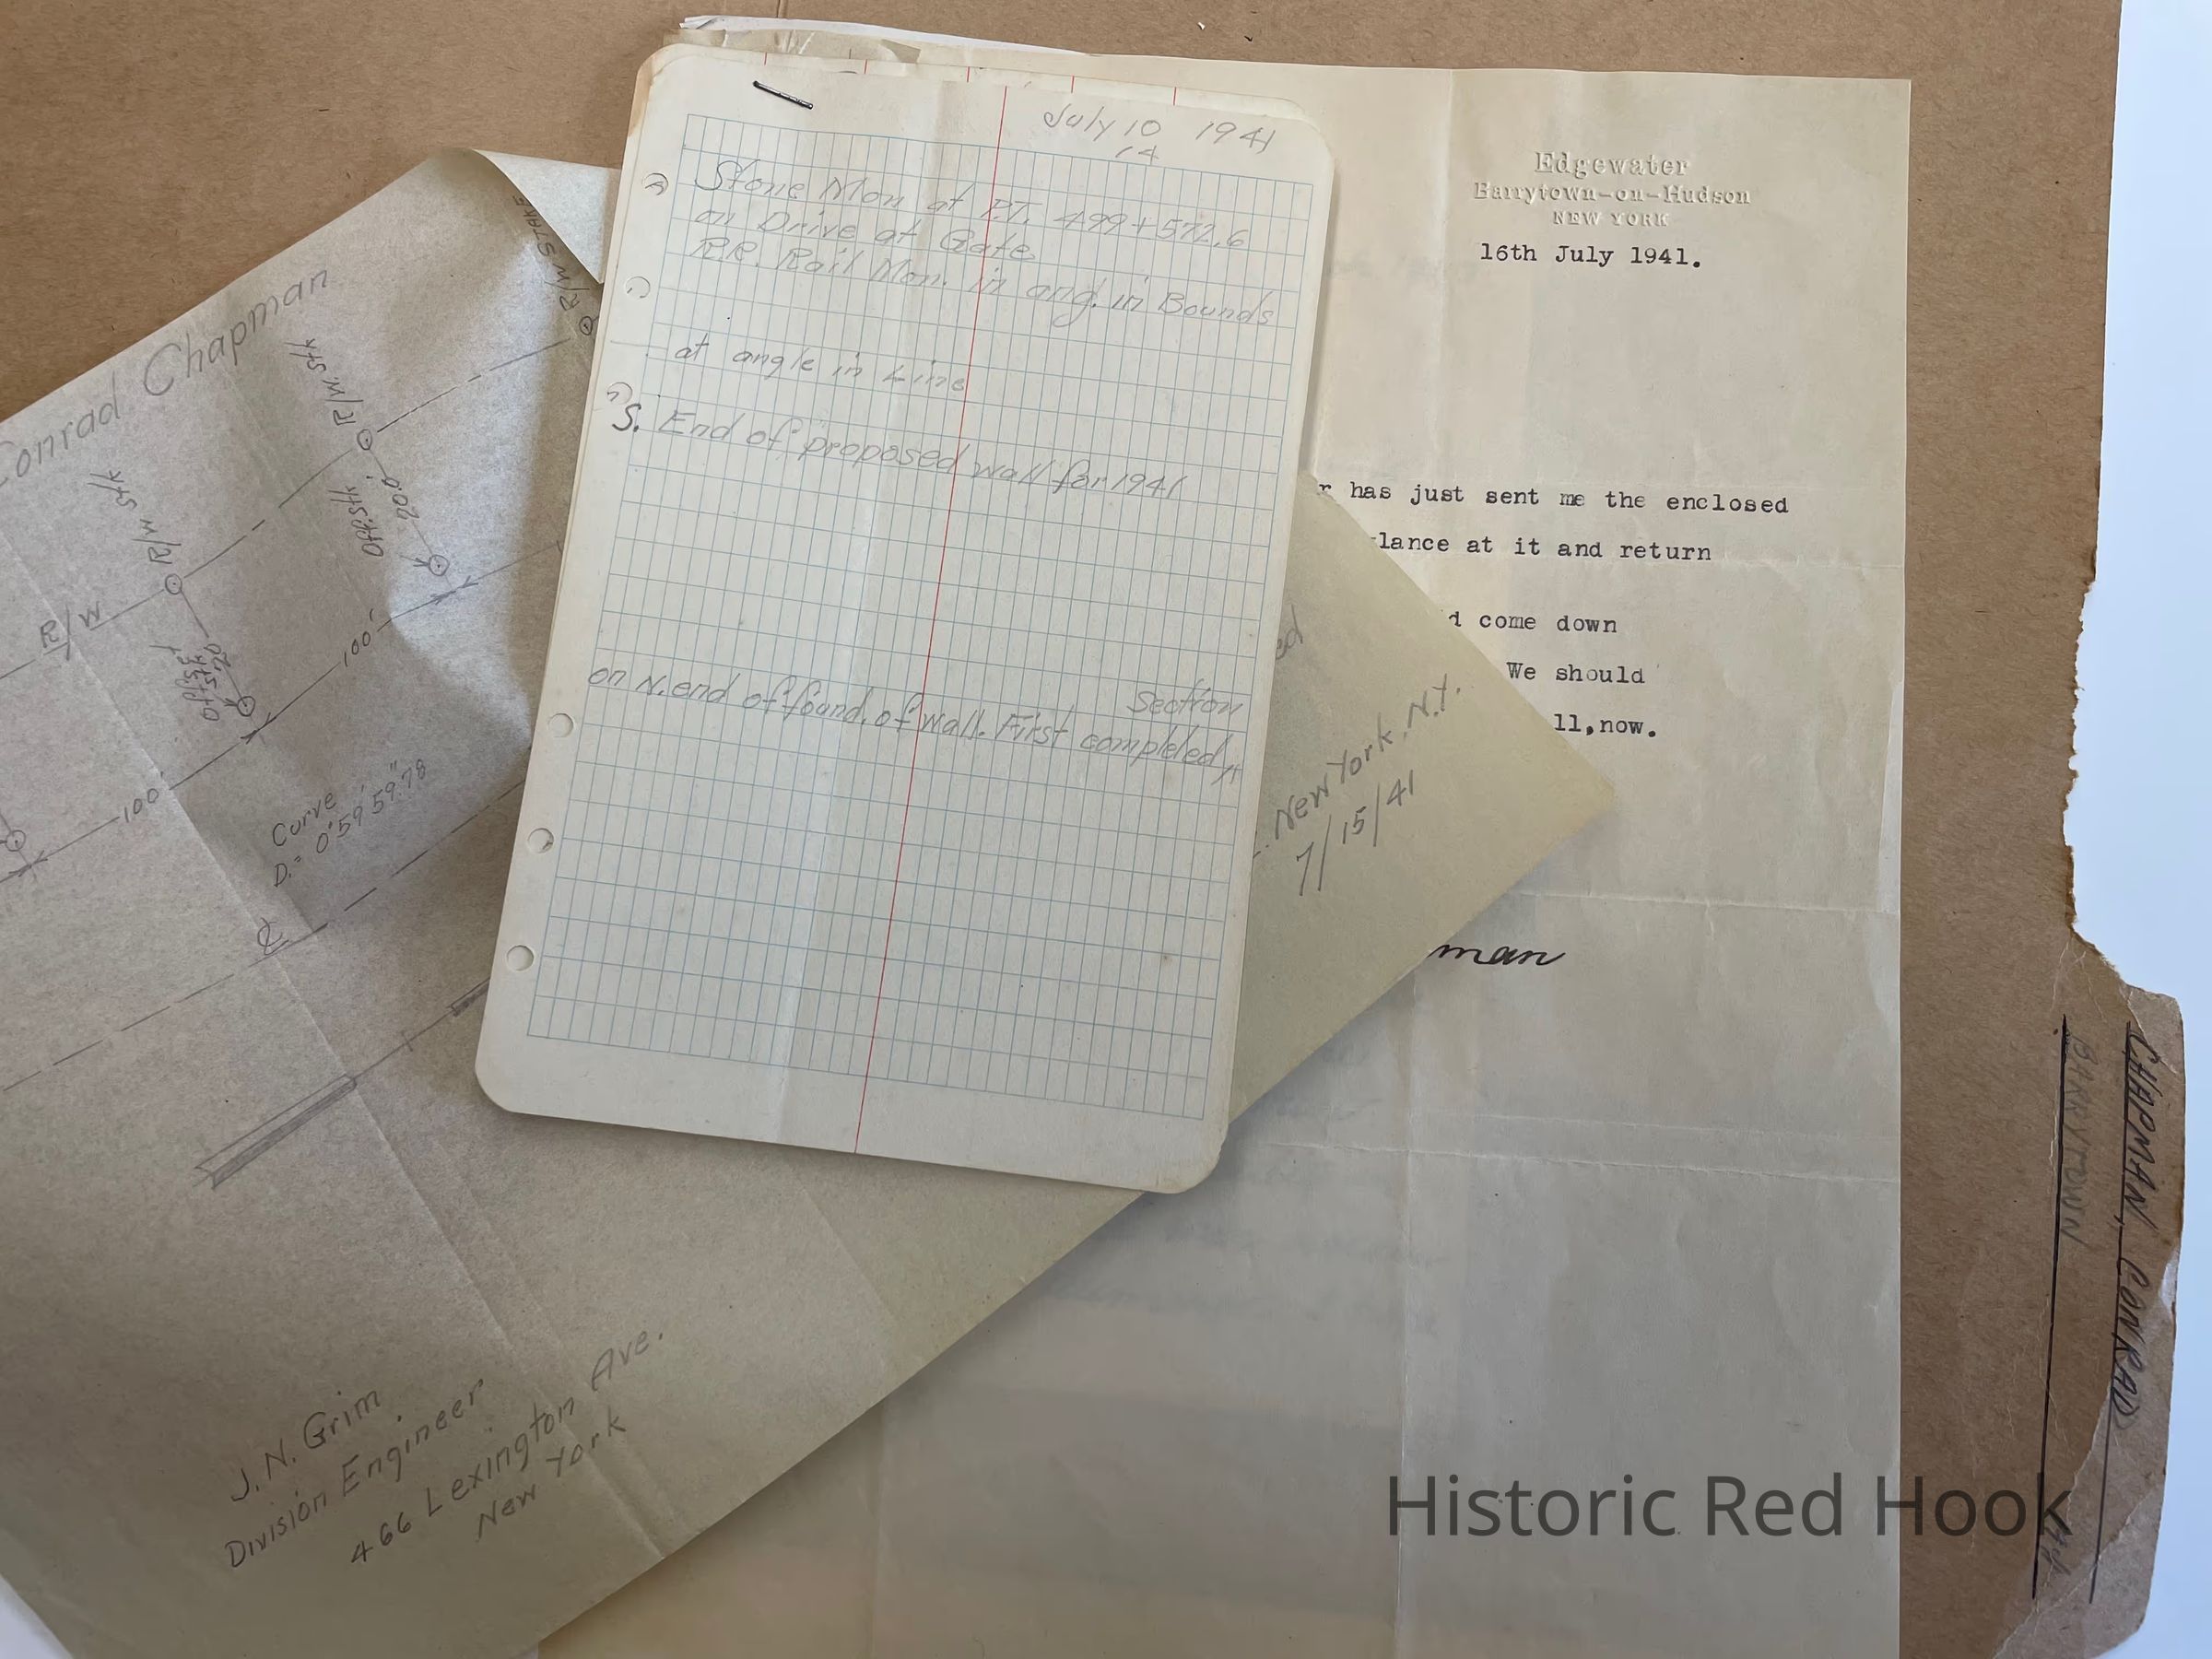 July 10 1941
14
Stone Mon at P.T. 499+572.6
on Drive at Gate
R.R. Rail Mon. in ang. in Bounds
at angle in Line
S. End of proposed wall for 1941
Section
on N. end of found. of wall. First completed
Edgewater
Barrytown-on-Hudson
NEW YORK
16th July 1941.
r has just sent me the enclosed
lance at it and return
d come down
We should
ll,now.
man
ed
New York, N.Y.
7/15/41
Conrad Chapman
R/W STAKE
R/W. Stk
Off. Stk
20.0'
R/W Stk
R/W
Off. Stk
20'
100'
100'
Curve
D = 0°59'59"78
J. N. Grim
Division Engineer
466 Lexington Ave.
New York
CHAPMAN, CONRAD
BARRYTOWN
Historic Red Hook